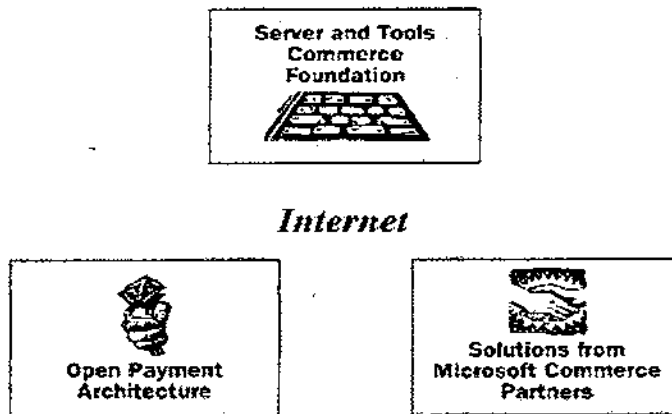 Server and Tools
Commerce
Foundation
Internet
Open Payment
Architecture
Solutions from
Microsoft Commerce
Partners